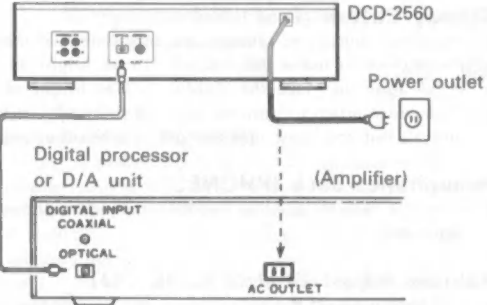 DCD-2560
Power outlet
Digital processor
or D/A unit
(Amplifier)
DIGITAL INPUT
COAXIAL
OPTICAL
AC OUTLET